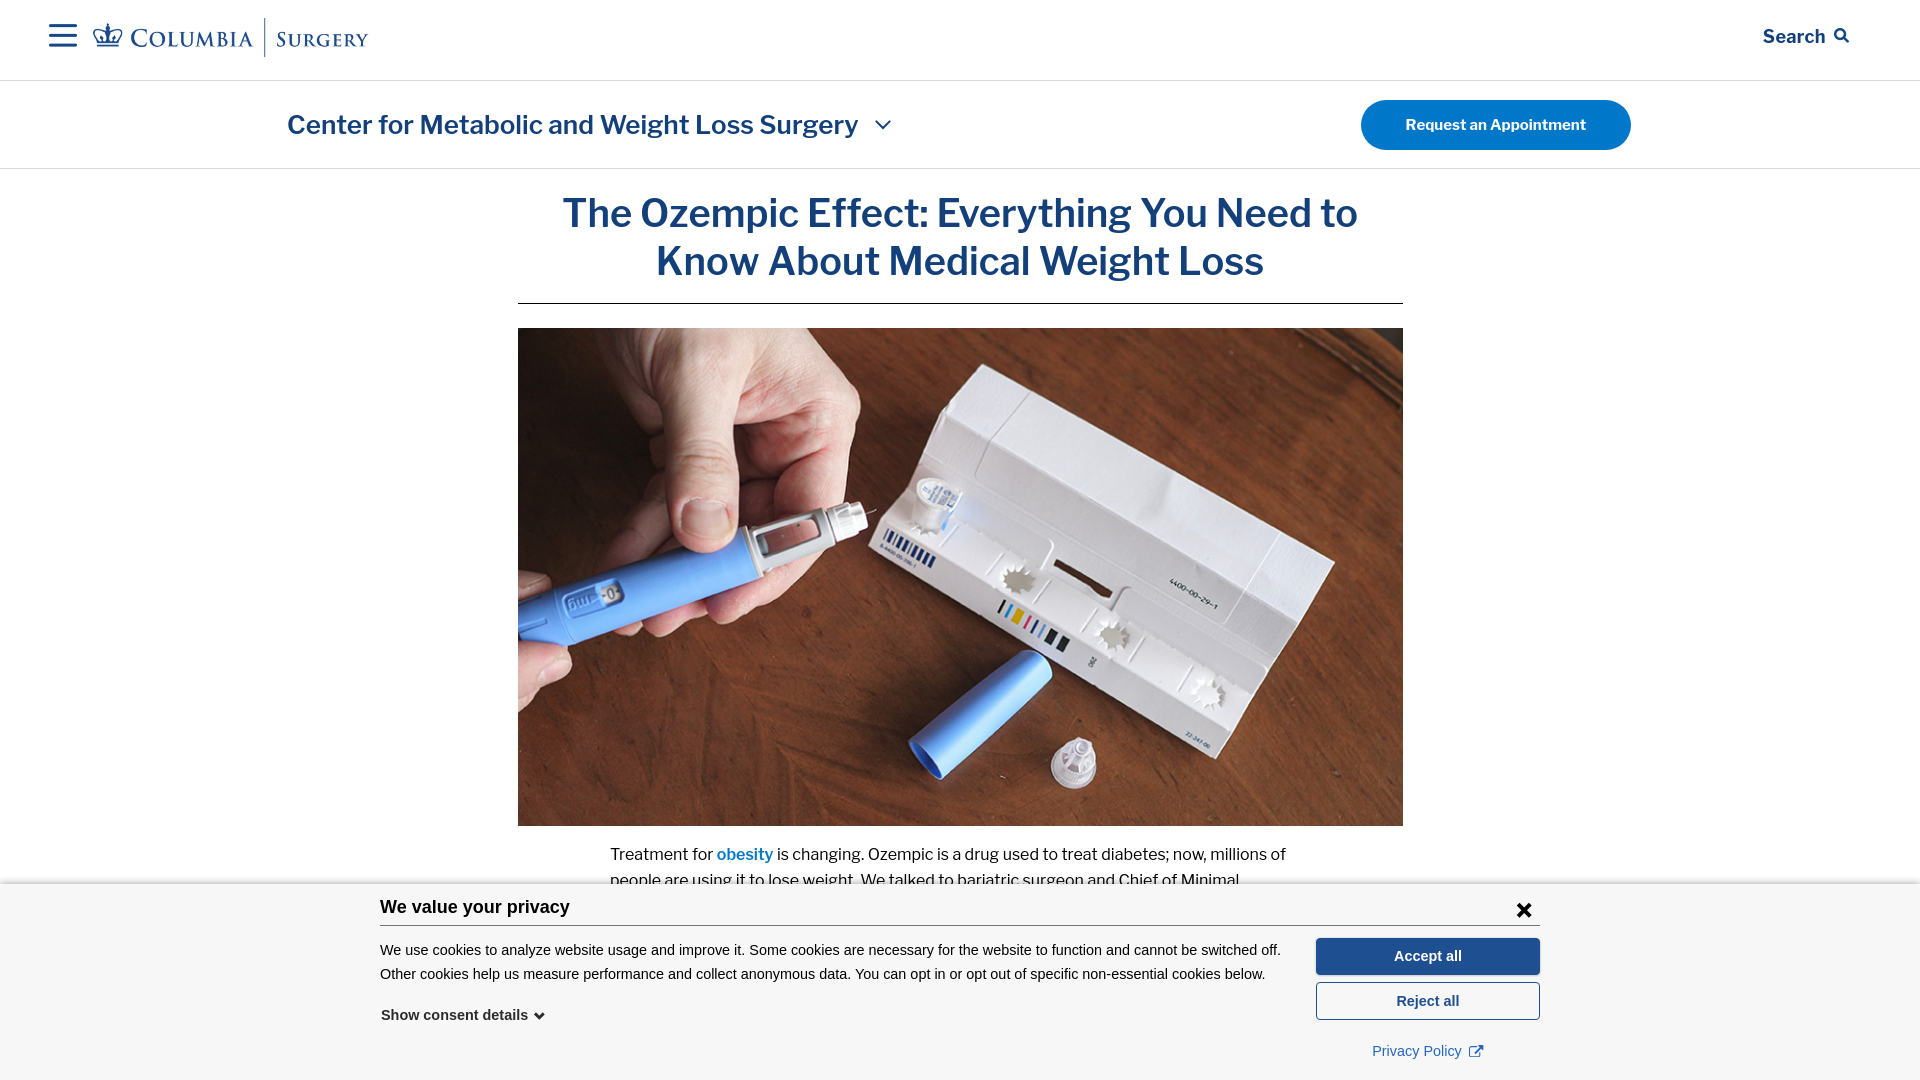 COLUMBIA SURGERY
Search
Center for Metabolic and Weight Loss Surgery
Request an Appointment
The Ozempic Effect: Everything You Need to
Know About Medical Weight Loss
4400-00-29-1
Treatment for obesity is changing. Ozempic is a drug used to treat diabetes; now, millions of
people are using it to lose weight. We talked to bariatric surgeon and Chief of Minimal
We value your privacy
We use cookies to analyze website usage and improve it. Some cookies are necessary for the website to function and cannot be switched off.
Other cookies help us measure performance and collect anonymous data. You can opt in or opt out of specific non-essential cookies below.
Show consent details
Accept all
Reject all
Privacy Policy